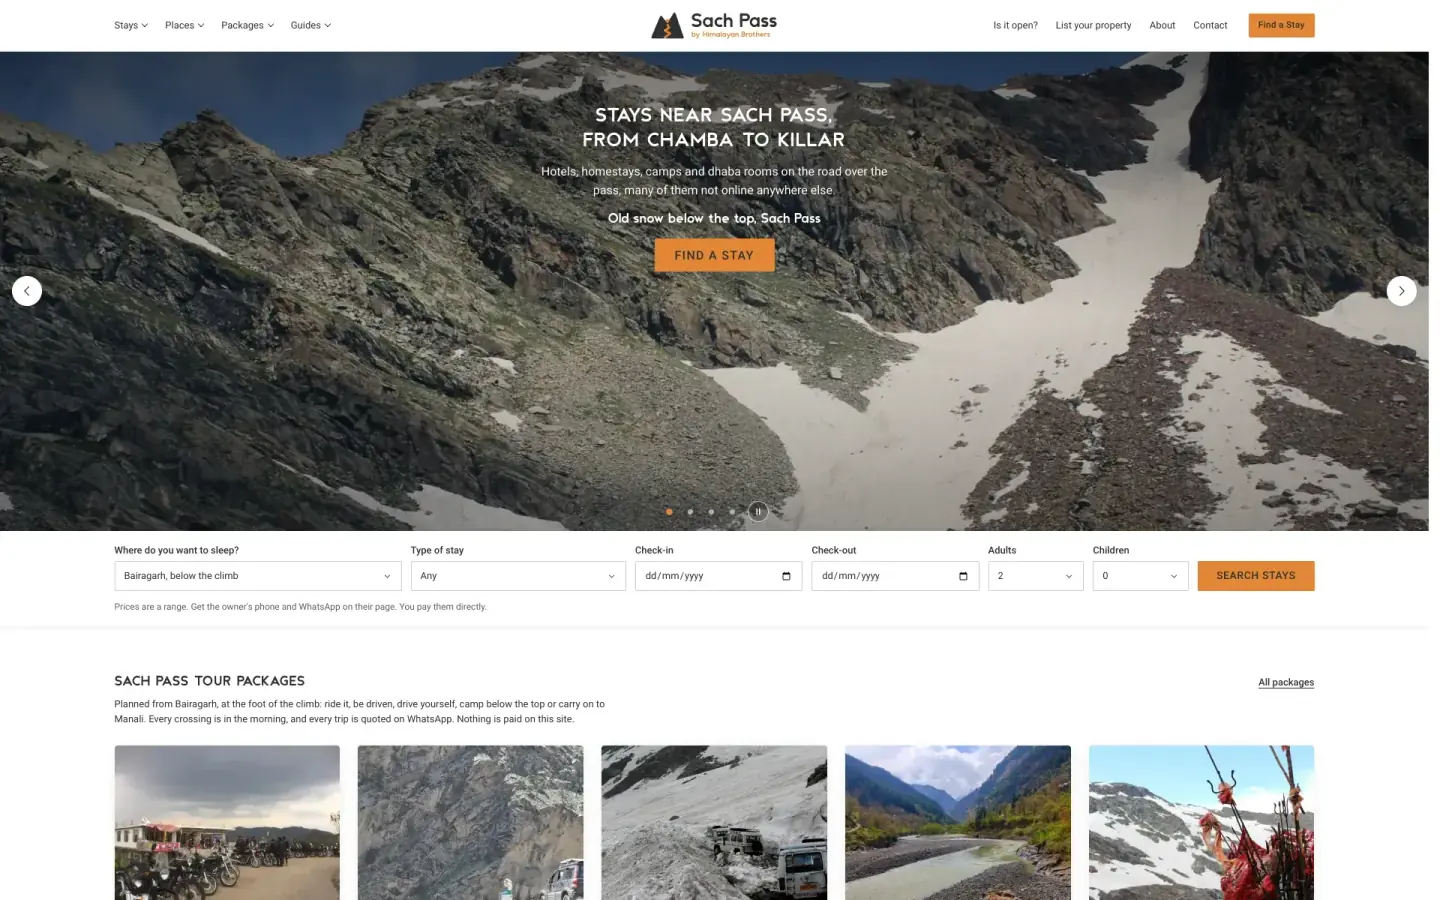 Stays
Places
Packages
Guides
Sach Pass
by Himalayan Brothers
Is it open?
List your property
About
Contact
Find a Stay
STAYS NEAR SACH PASS,
FROM CHAMBA TO KILLAR
Hotels, homestays, camps and dhaba rooms on the road over the
pass, many of them not online anywhere else.
Old snow below the top, Sach Pass
FIND A STAY
Where do you want to sleep?
Type of stay
Check-in
Check-out
Adults
Children
Bairagarh, below the climb
Any
dd/mm/yyyy
dd/mm/yyyy
2
0
SEARCH STAYS
Prices are a range. Get the owner's phone and WhatsApp on their page. You pay them directly.
SACH PASS TOUR PACKAGES
All packages
Planned from Bairagarh, at the foot of the climb: ride it, be driven, drive yourself, camp below the top or carry on to
Manali. Every crossing is in the morning, and every trip is quoted on WhatsApp. Nothing is paid on this site.